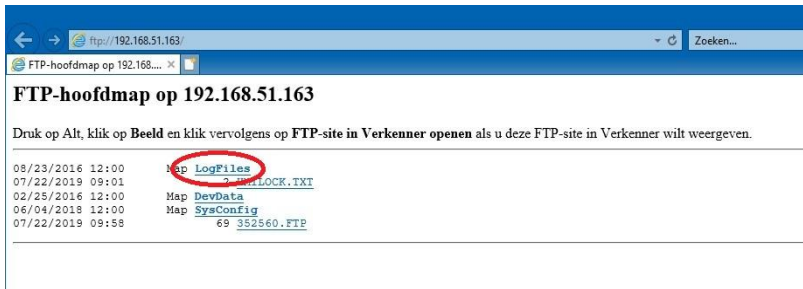 ftp://192.168.51.163/
Zoeken...
FTP-hoofdmap op 192.168....
FTP-hoofdmap op 192.168.51.163
Druk op Alt, klik op Beeld en klik vervolgens op FTP-site in Verkenner openen als u deze FTP-site in Verkenner wilt weergeven.
08/23/2016 12:00 Map LogFiles
07/22/2019 09:01 2
02/25/2016 12:00 Map DevData
06/04/2018 12:00 Map SysConfig
07/22/2019 09:58 69 352560.FTP